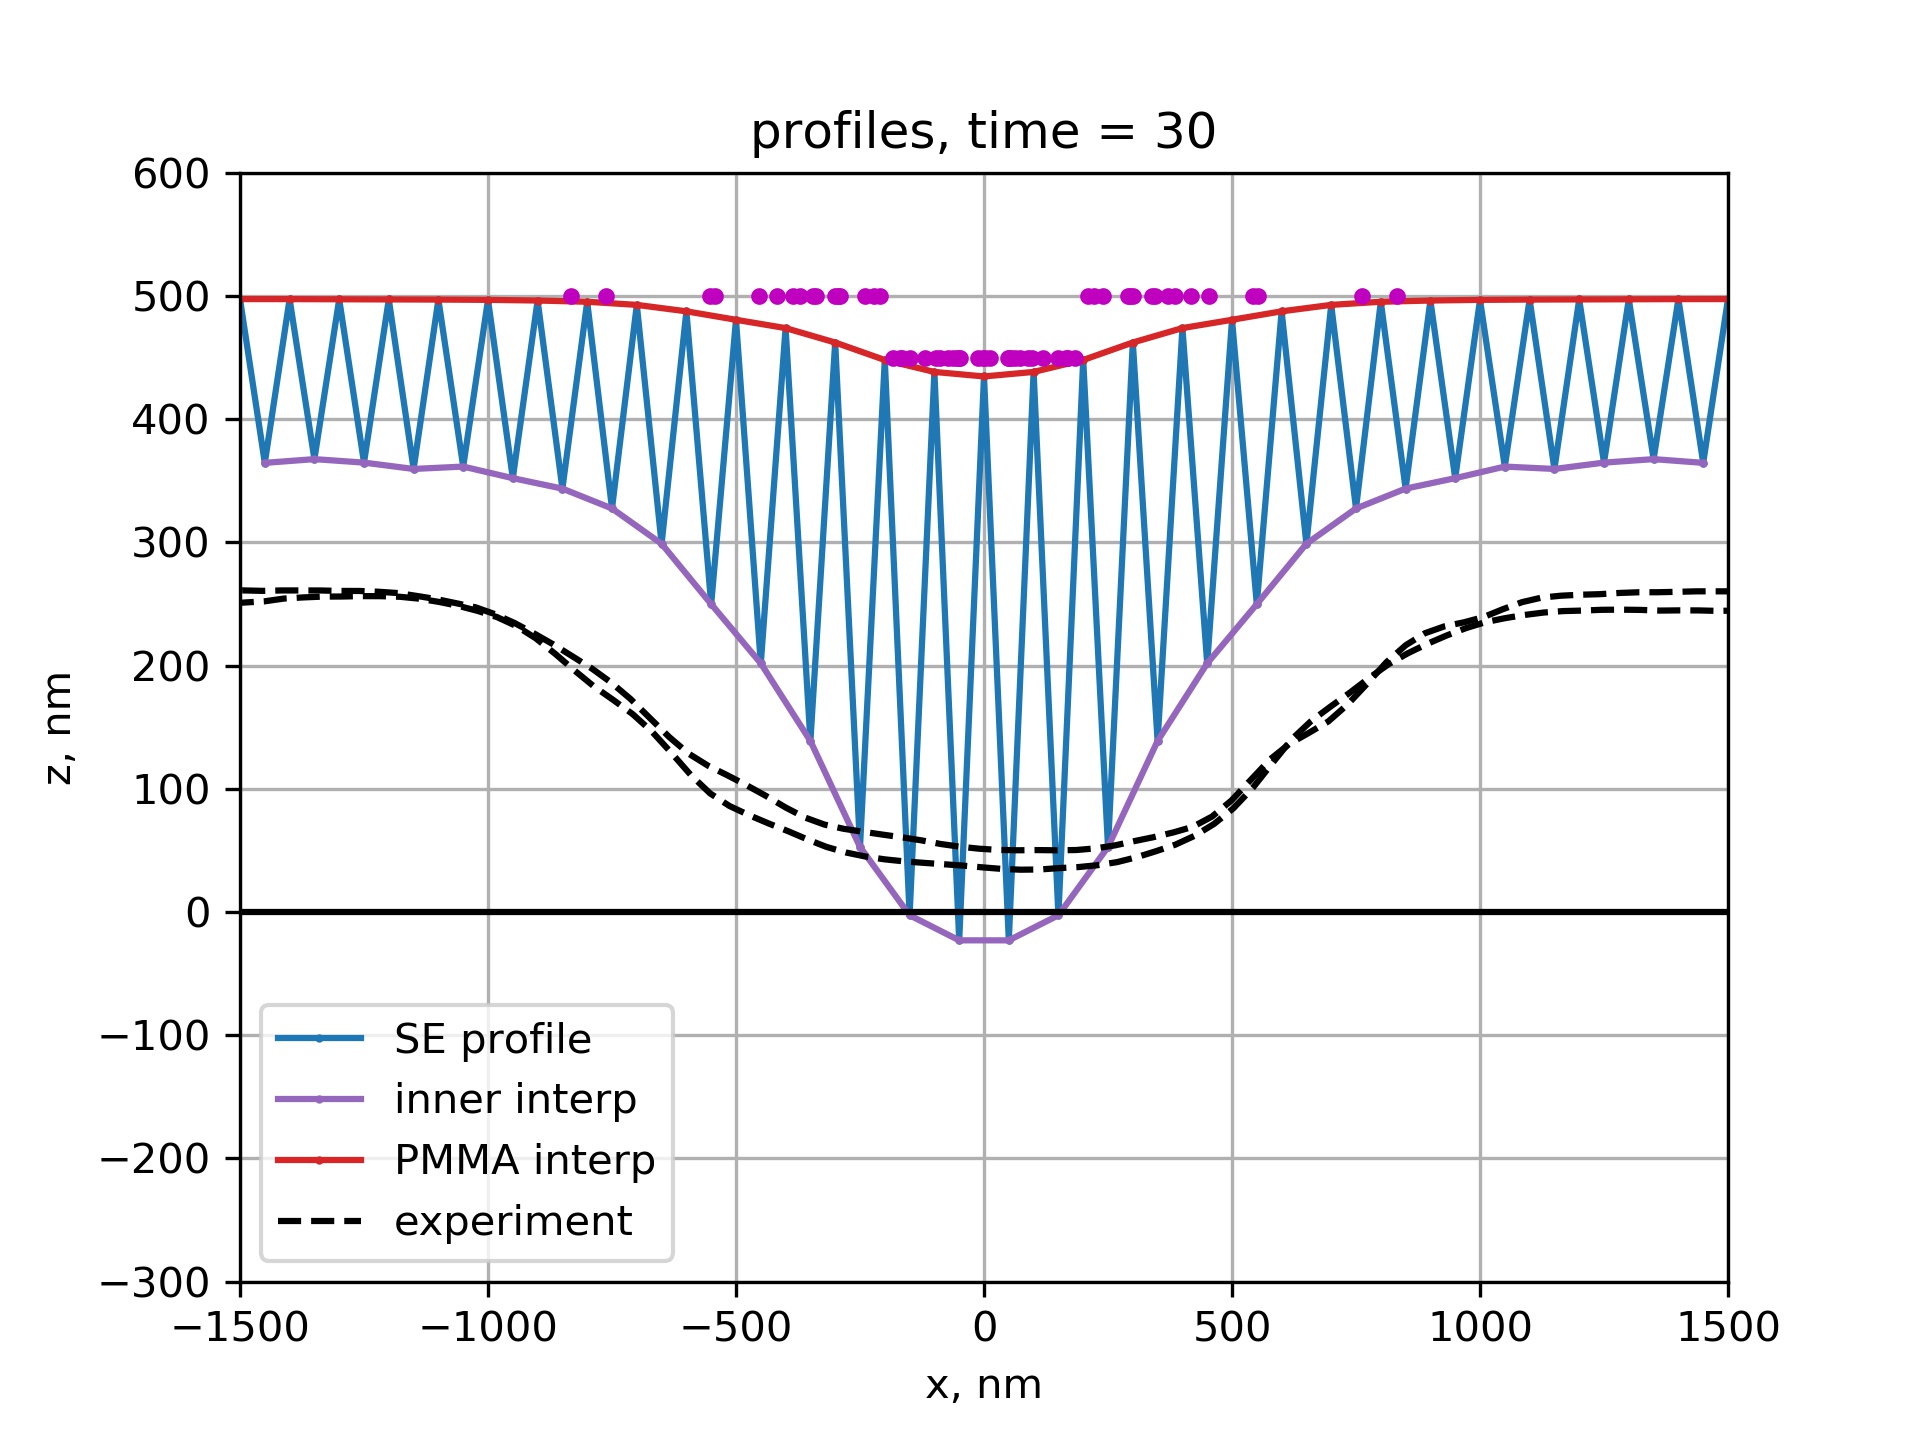 profiles, time = 30
600
500
400
300
200
100
0
−100
−200
−300
z, nm
SE profile
inner interp
PMMA interp
experiment
−1500 −1000 −500 0 500 1000 1500
x, nm